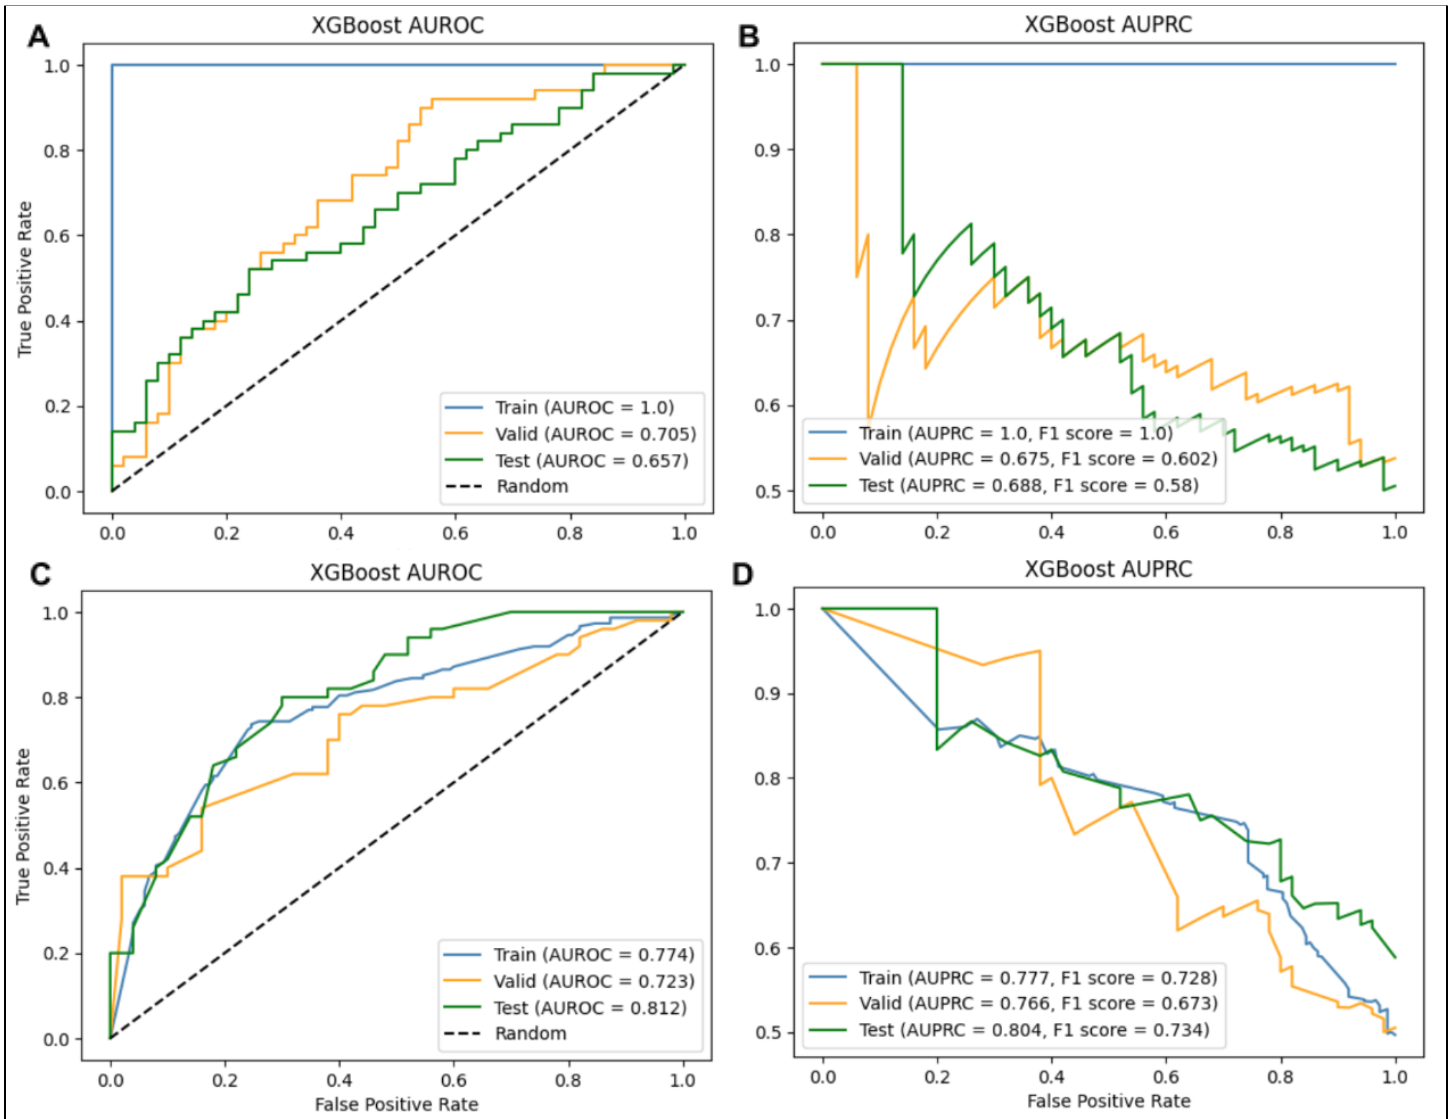 A
XGBoost AUROC
True Positive Rate
1.0
0.8
0.6
0.4
0.2
0.0
Train (AUROC = 1.0)
Valid (AUROC = 0.705)
Test (AUROC = 0.657)
Random
0.0 0.2 0.4 0.6 0.8 1.0
B
XGBoost AUPRC
1.0
0.9
0.8
0.7
0.6
0.5
Train (AUPRC = 1.0, F1 score = 1.0)
Valid (AUPRC = 0.675, F1 score = 0.602)
Test (AUPRC = 0.688, F1 score = 0.58)
0.0 0.2 0.4 0.6 0.8 1.0
C
XGBoost AUROC
True Positive Rate
1.0
0.8
0.6
0.4
0.2
0.0
Train (AUROC = 0.774)
Valid (AUROC = 0.723)
Test (AUROC = 0.812)
Random
0.0 0.2 0.4 0.6 0.8 1.0
False Positive Rate
D
XGBoost AUPRC
1.0
0.9
0.8
0.7
0.6
0.5
Train (AUPRC = 0.777, F1 score = 0.728)
Valid (AUPRC = 0.766, F1 score = 0.673)
Test (AUPRC = 0.804, F1 score = 0.734)
0.0 0.2 0.4 0.6 0.8 1.0
False Positive Rate